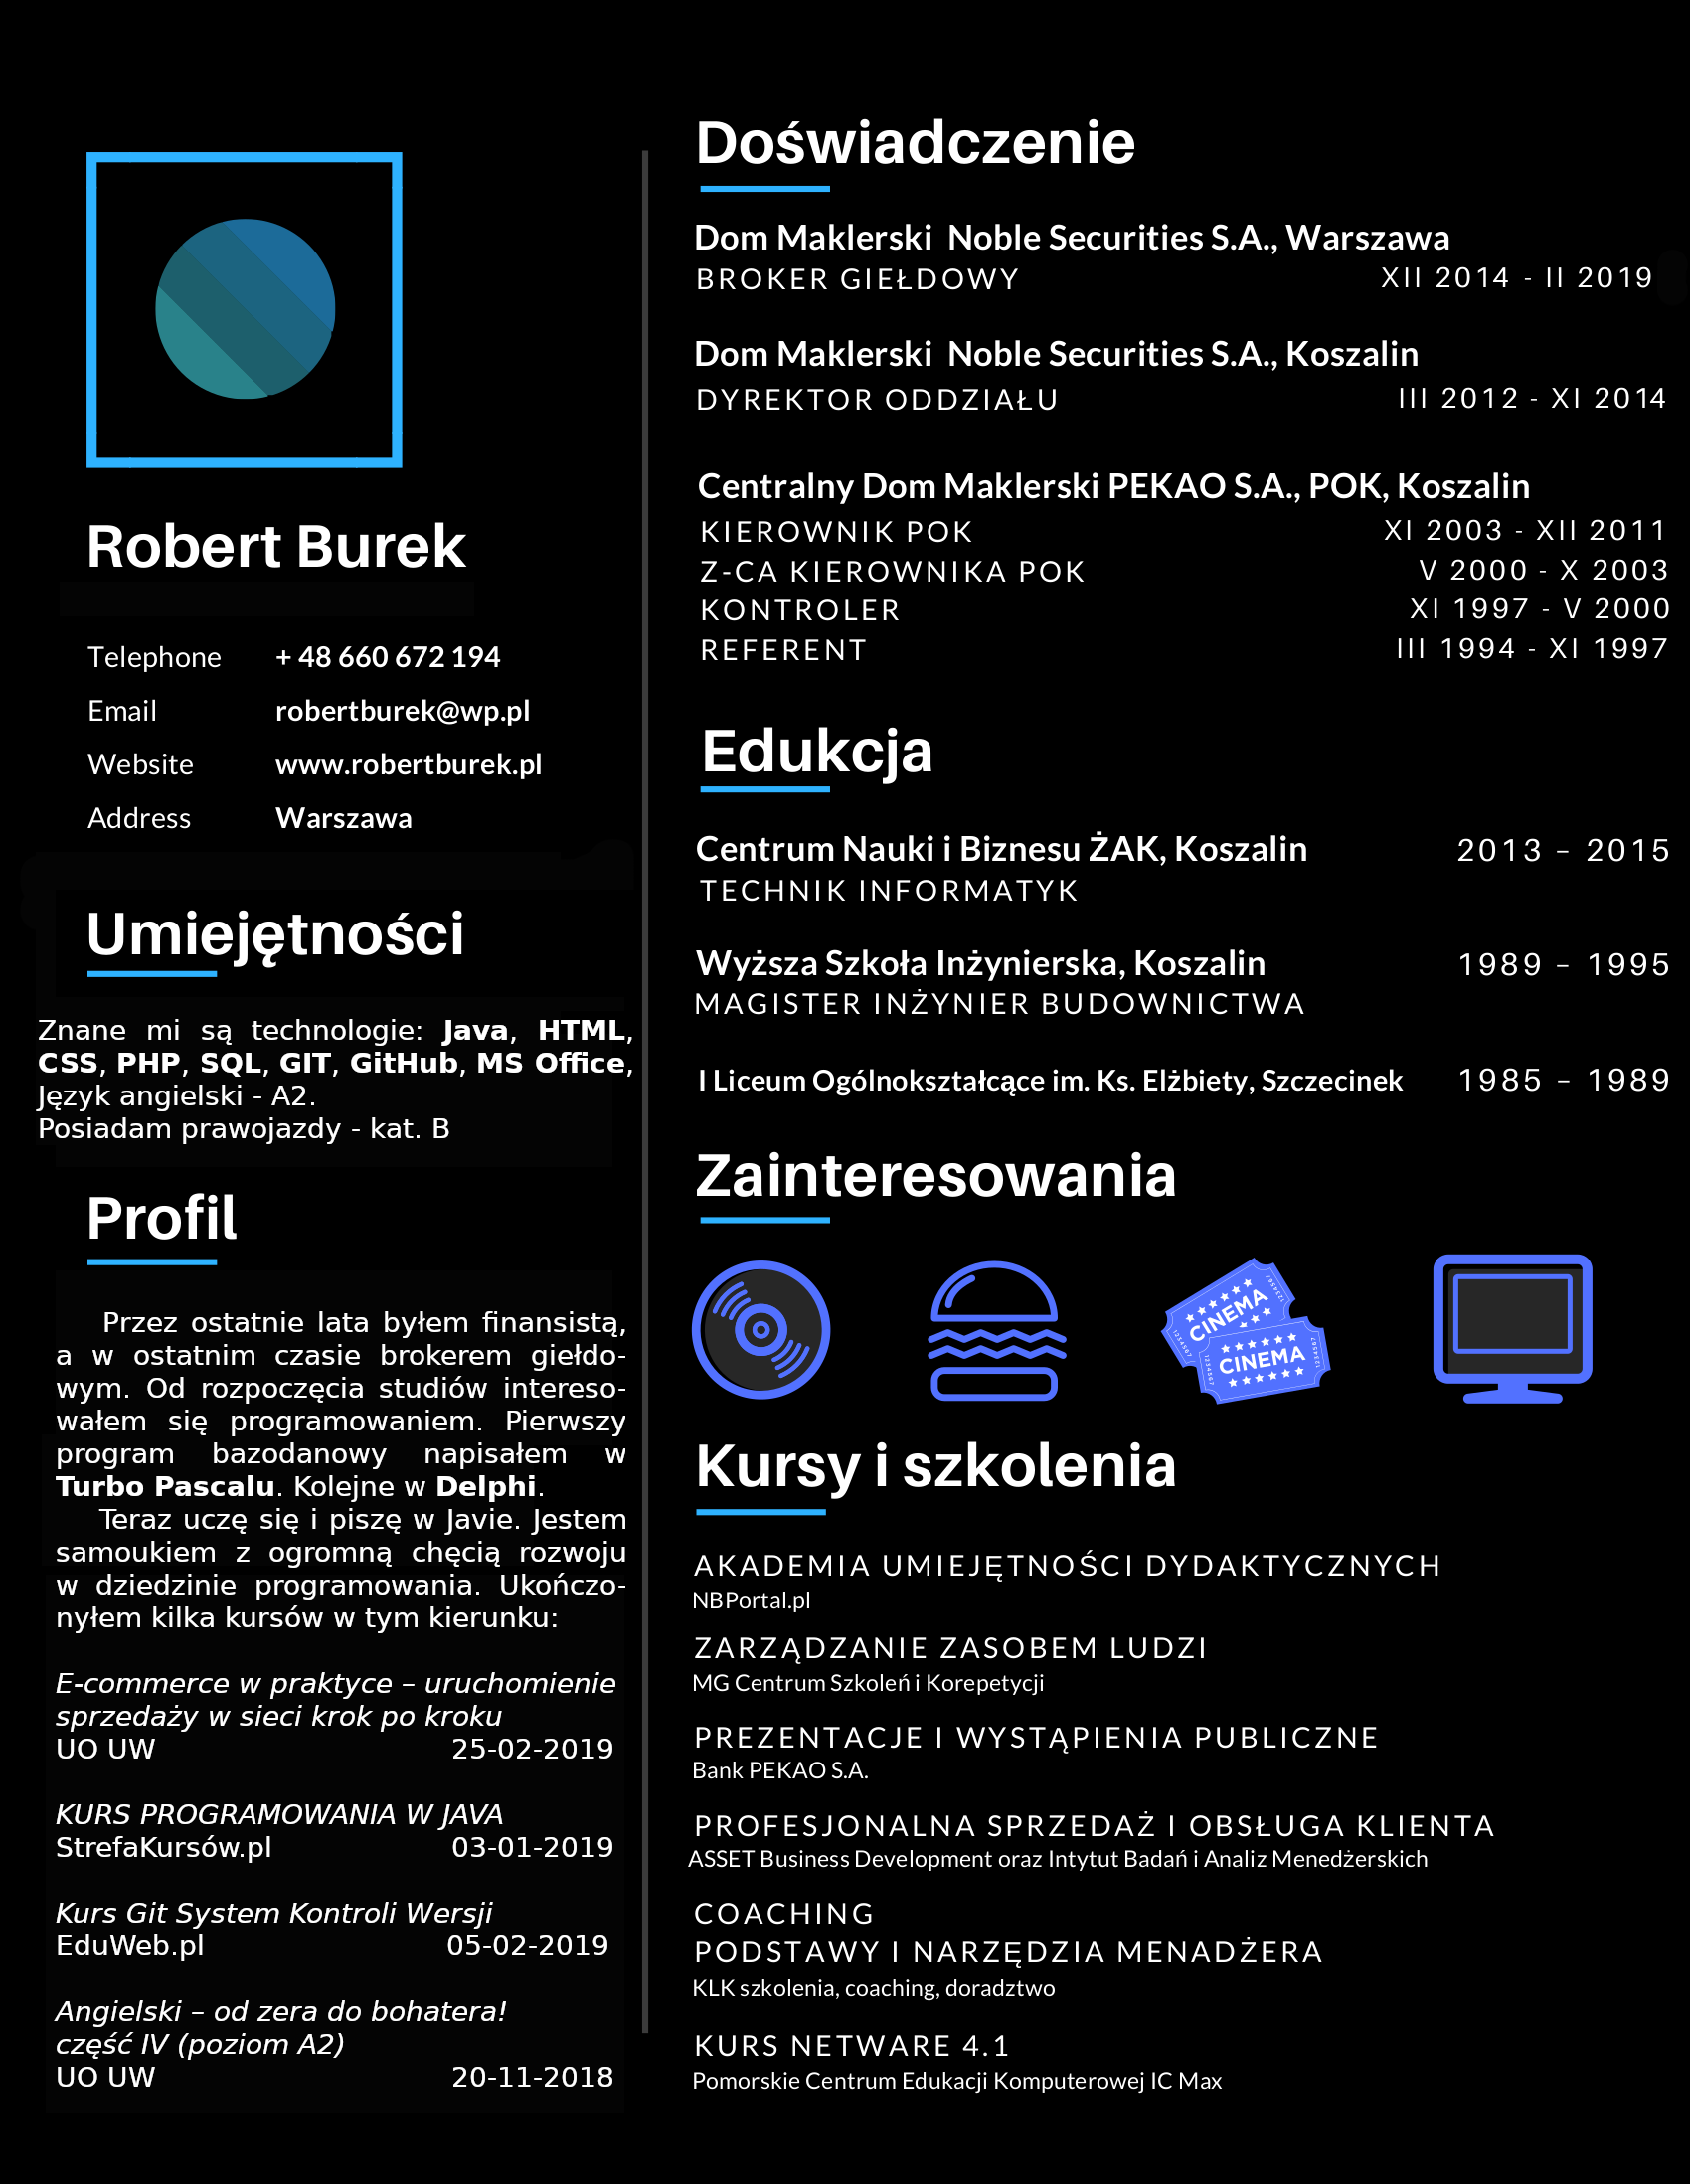 Robert Burek
Telephone + 48 660 672 194
Email robertburek@wp.pl
Website www.robertburek.pl
Address Warszawa
Umiejętności
Znane mi są technologie: Java, HTML,
CSS, PHP, SQL, GIT, GitHub, MS Office,
Język angielski - A2.
Posiadam prawojazdy - kat. B
Profil
Przez ostatnie lata byłem finansistą,
a w ostatnim czasie brokerem giełdo-
wym. Od rozpoczęcia studiów intereso-
wałem się programowaniem. Pierwszy
program bazodanowy napisałem w
Turbo Pascalu. Kolejne w Delphi.
Teraz uczę się i piszę w Javie. Jestem
samoukiem z ogromną chęcią rozwoju
w dziedzinie programowania. Ukończo-
nyłem kilka kursów w tym kierunku:
E-commerce w praktyce – uruchomienie
sprzedaży w sieci krok po kroku
UO UW 25-02-2019
KURS PROGRAMOWANIA W JAVA
StrefaKursów.pl 03-01-2019
Kurs Git System Kontroli Wersji
EduWeb.pl 05-02-2019
Angielski – od zera do bohatera!
część IV (poziom A2)
UO UW 20-11-2018
Doświadczenie
Dom Maklerski Noble Securities S.A., Warszawa
BROKER GIEŁDOWY XII 2014 - II 2019
Dom Maklerski Noble Securities S.A., Koszalin
DYREKTOR ODDZIAŁU III 2012 - XI 2014
Centralny Dom Maklerski PEKAO S.A., POK, Koszalin
KIEROWNIK POK XI 2003 - XII 2011
Z-CA KIEROWNIKA POK V 2000 - X 2003
KONTROLER XI 1997 - V 2000
REFERENT III 1994 - XI 1997
Edukcja
Centrum Nauki i Biznesu ŻAK, Koszalin 2013 – 2015
TECHNIK INFORMATYK
Wyższa Szkoła Inżynierska, Koszalin 1989 – 1995
MAGISTER INŻYNIER BUDOWNICTWA
I Liceum Ogólnokształcące im. Ks. Elżbiety, Szczecinek 1985 – 1989
Zainteresowania
CINEMA
1234567
1234567
CINEMA
1234567
1234567
Kursy i szkolenia
AKADEMIA UMIEJĘTNOŚCI DYDAKTYCZNYCH
NBPortal.pl
ZARZĄDZANIE ZASOBEM LUDZI
MG Centrum Szkoleń i Korepetycji
PREZENTACJE I WYSTĄPIENIA PUBLICZNE
Bank PEKAO S.A.
PROFESJONALNA SPRZEDAŻ I OBSŁUGA KLIENTA
ASSET Business Development oraz Intytut Badań i Analiz Menedżerskich
COACHING
PODSTAWY I NARZĘDZIA MENADŻERA
KLK szkolenia, coaching, doradztwo
KURS NETWARE 4.1
Pomorskie Centrum Edukacji Komputerowej IC Max